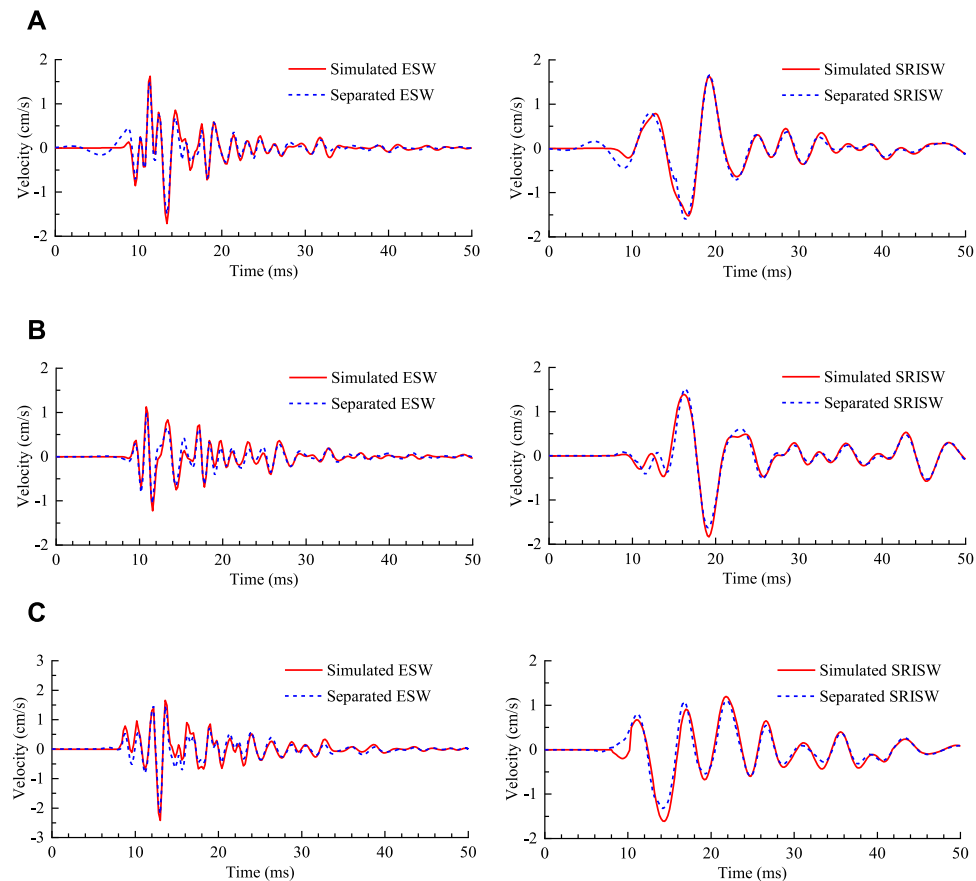 A
Simulated ESW
Separated ESW
Velocity (cm/s)
2
1
0
-1
-2
0 10 20 30 40 50
Time (ms)
Simulated SRISW
Separated SRISW
Velocity (cm/s)
2
1
0
-1
-2
0 10 20 30 40 50
Time (ms)
B
Simulated ESW
Separated ESW
Velocity (cm/s)
2
1
0
-1
-2
0 10 20 30 40 50
Time (ms)
Simulated SRISW
Separated SRISW
Velocity (cm/s)
2
1
0
-1
-2
0 10 20 30 40 50
Time (ms)
C
Simulated ESW
Separated ESW
Velocity (cm/s)
3
2
1
0
-1
-2
-3
0 10 20 30 40 50
Time (ms)
Simulated SRISW
Separated SRISW
Velocity (cm/s)
2
1
0
-1
-2
0 10 20 30 40 50
Time (ms)